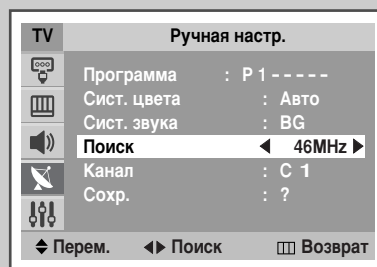 TV Ручная настр.
Программа : P 1 - - - - -
Сист. цвета : Авто
Сист. звука : BG
Поиск ◀ 46MHz ▶
Канал : C 1
Сохр. : ?
Перем. Поиск Возврат